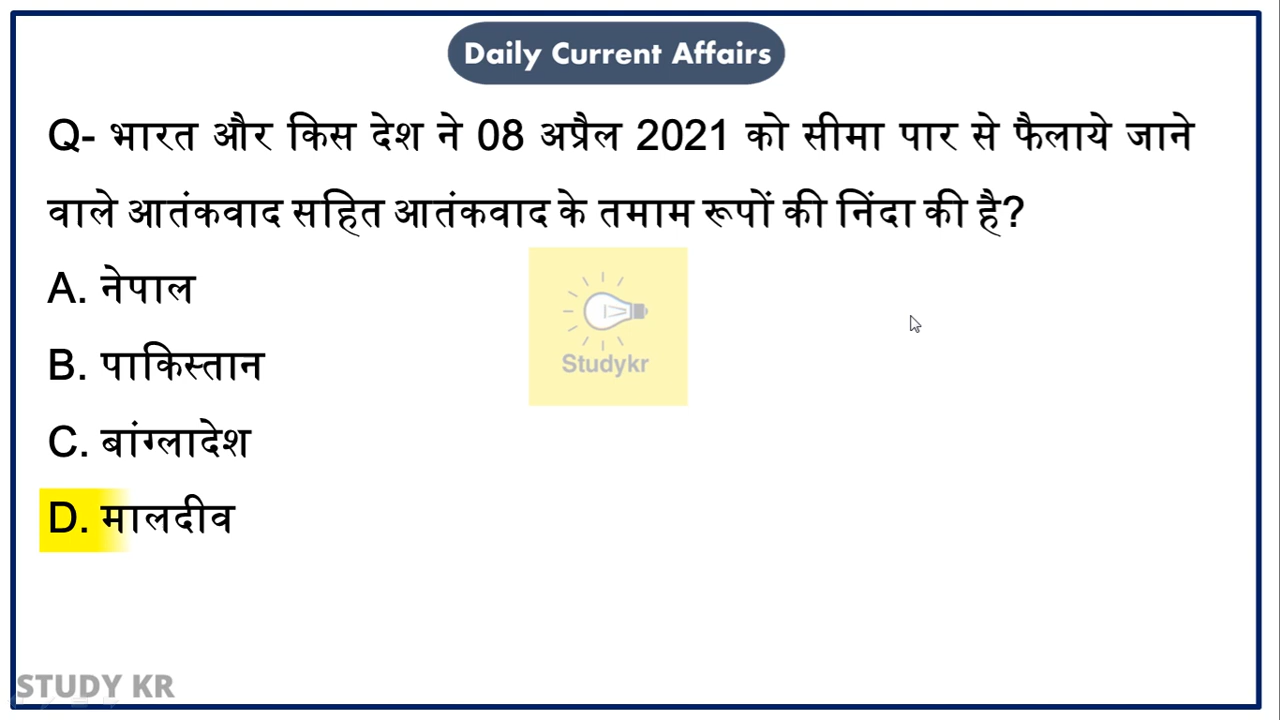 Daily Current Affairs
Q- भारत और किस देश ने 08 अप्रैल 2021 को सीमा पार से फैलाये जाने
वाले आतंकवाद सहित आतंकवाद के तमाम रूपों की निंदा की है?
A. नेपाल
Studykr
B. पाकिस्तान
C. बांग्लादेश
D. मालदीव
STUDY KR